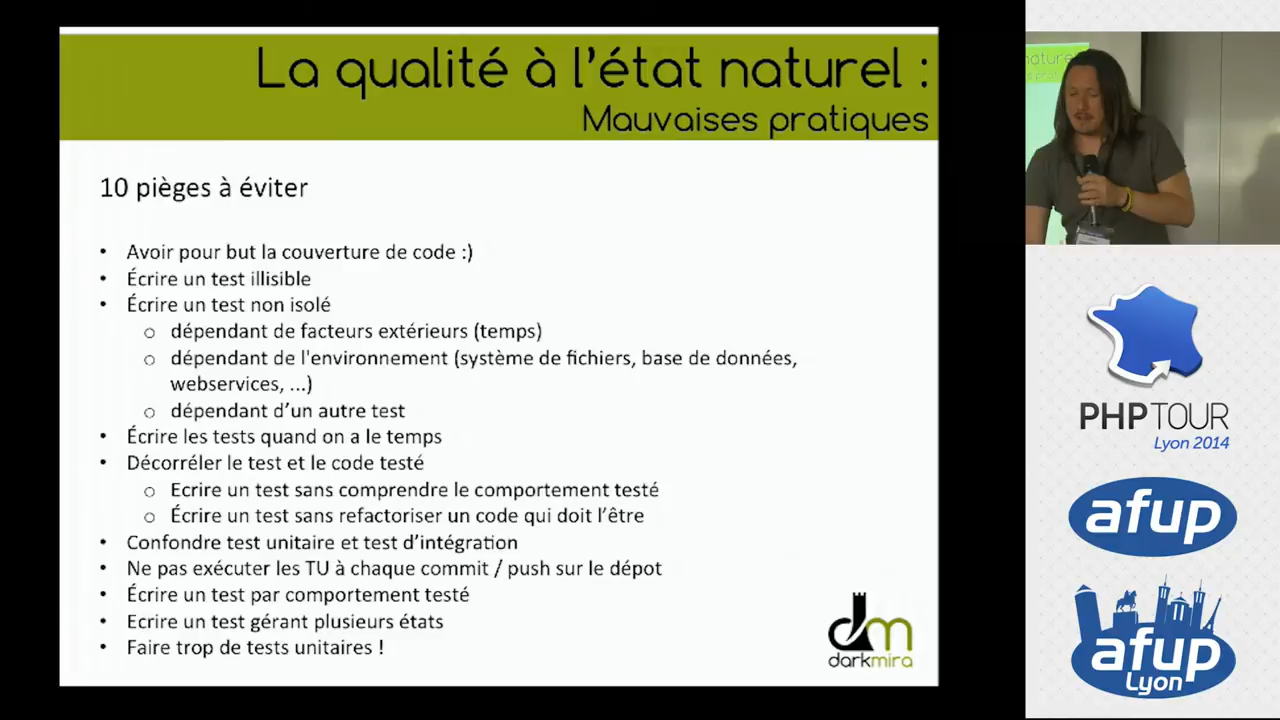 La qualité à l'état naturel :
Mauvaises pratiques
10 pièges à éviter
• Avoir pour but la couverture de code :)
• Écrire un test illisible
• Écrire un test non isolé
o dépendant de facteurs extérieurs (temps)
o dépendant de l'environnement (système de fichiers, base de données,
webservices, ...)
o dépendant d'un autre test
• Écrire les tests quand on a le temps
• Décorréler le test et le code testé
o Ecrire un test sans comprendre le comportement testé
o Écrire un test sans refactoriser un code qui doit l'être
• Confondre test unitaire et test d'intégration
• Ne pas exécuter les TU à chaque commit / push sur le dépot
• Écrire un test par comportement testé
• Ecrire un test gérant plusieurs états
• Faire trop de tests unitaires !
dm
darkmira
nature
PHPTOUR
Lyon 2014
afup
afup
Lyon